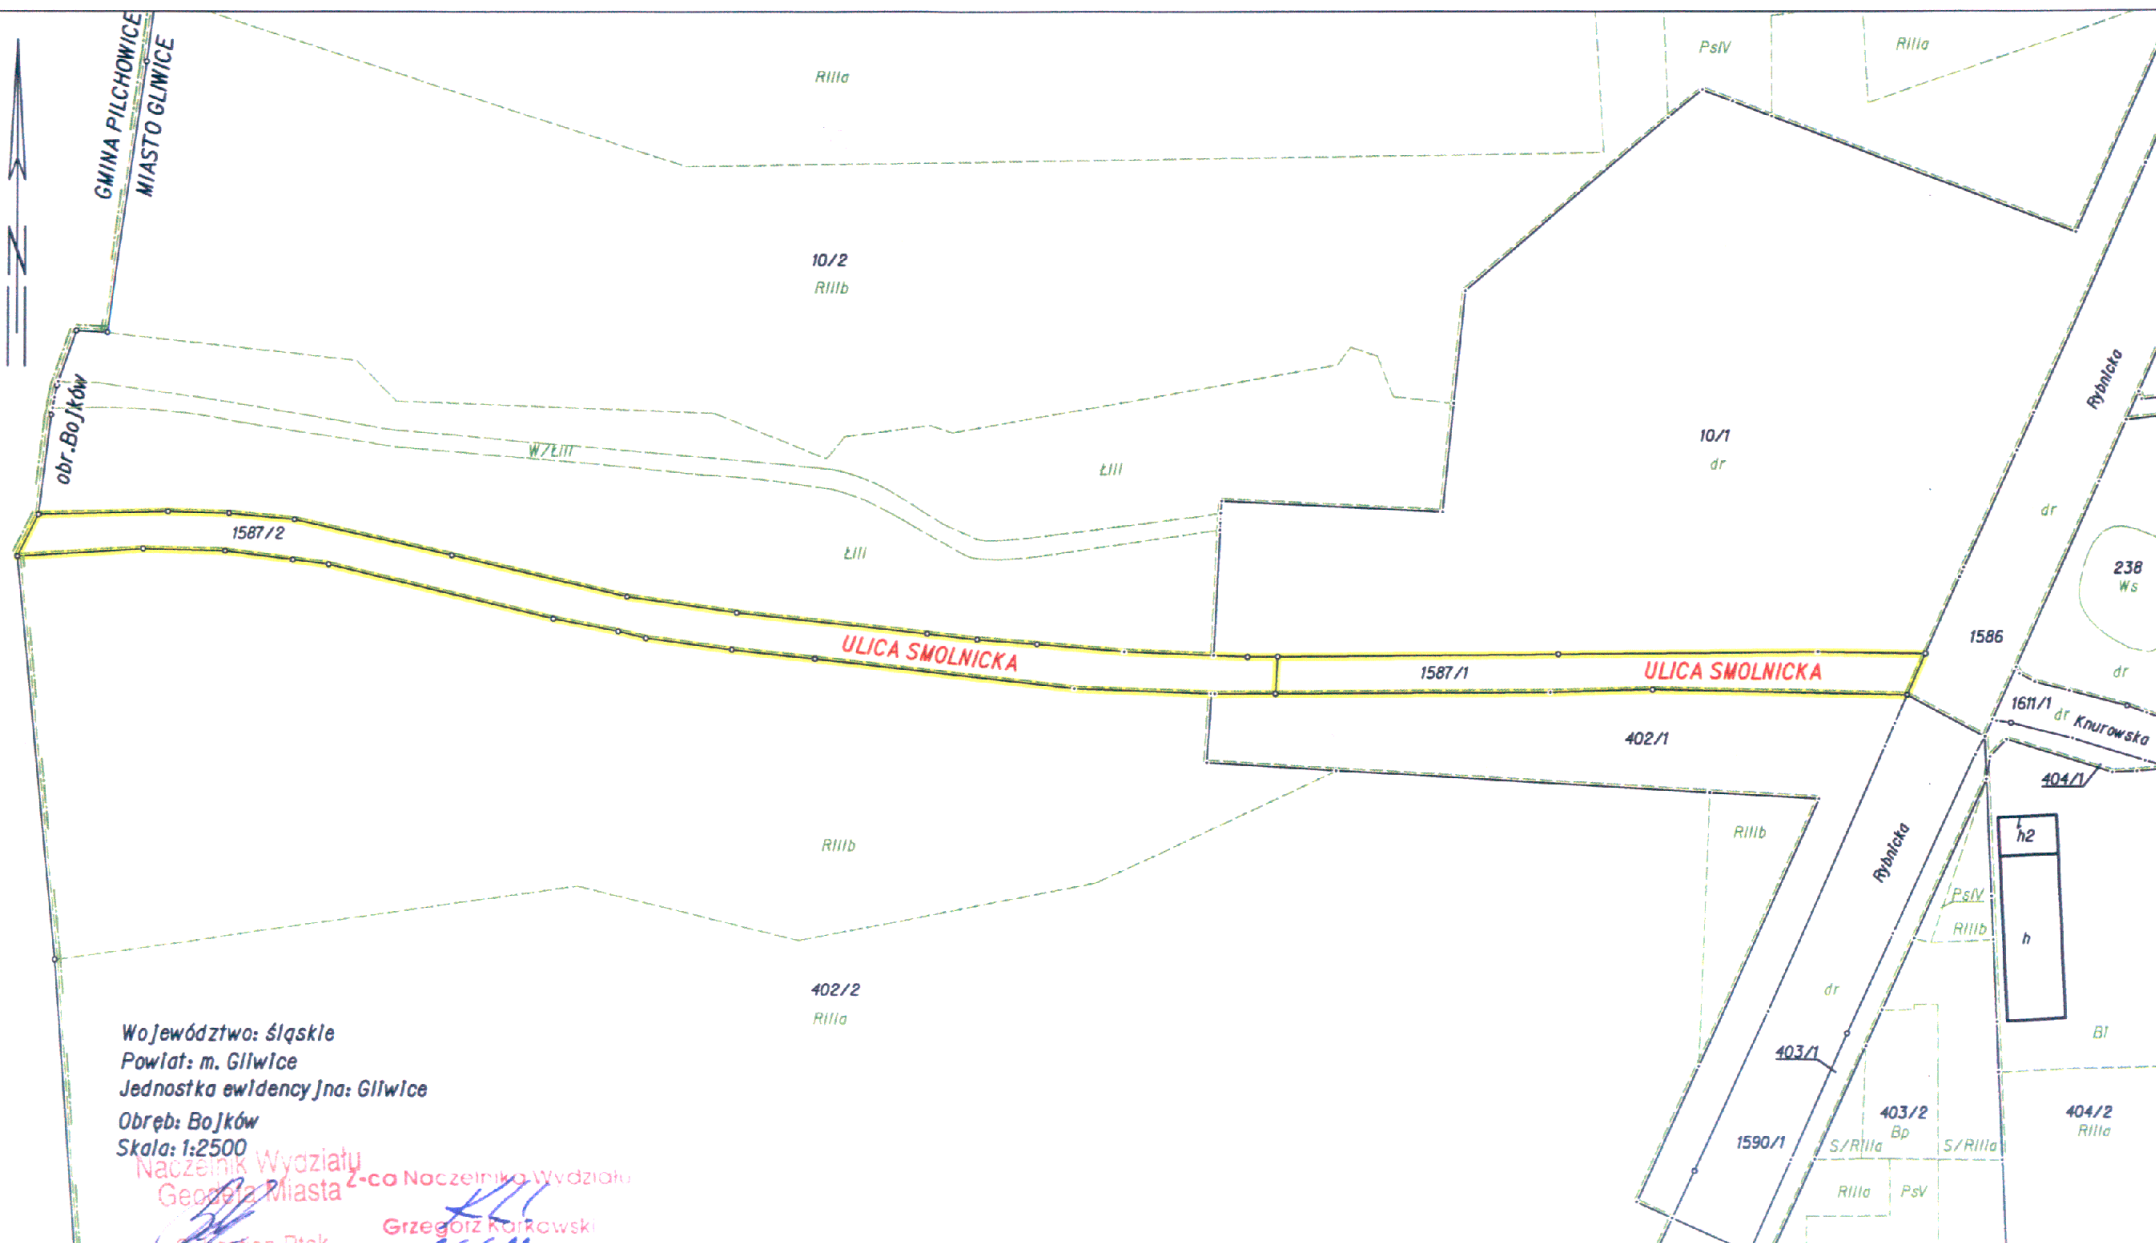 GMINA PILCHOWICE
MIASTO GLIWICE
N
RIIIa
PsIV
RIIIa
10/2
RIIIb
obr.Bojków
W/ŁIII
ŁIII
ŁIII
10/1
dr
Rybnicka
dr
238
Ws
dr
1586
1587/2
ULICA SMOLNICKA
1587/1
ULICA SMOLNICKA
1611/1
dr
Knurowska
404/1
402/1
RIIIb
Rybnicka
h2
h
PsIV
RIIIb
RIIIb
402/2
RIIIa
dr
403/1
Bi
1590/1
403/2
Bp
S/RIIIa
S/RIIIa
404/2
RIIIa
RIIIa
PsV
Województwo: śląskie
Powiat: m. Gliwice
Jednostka ewidencyjna: Gliwice
Obręb: Bojków
Skala: 1:2500
Naczelnik Wydziału
Geodeta Miasta
Z-ca Naczelnika Wydziału
Grzegorz Karkowski